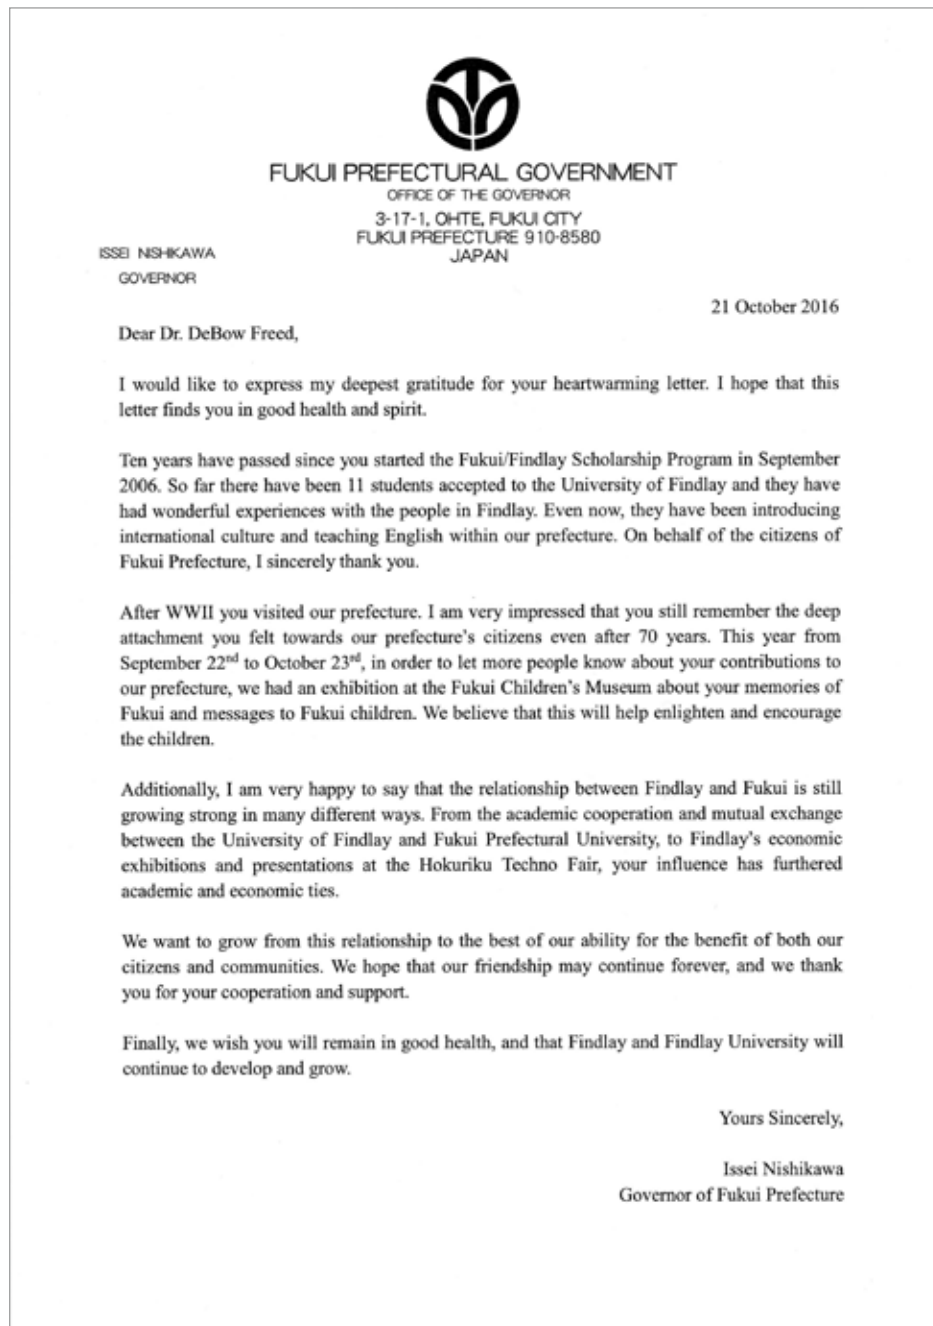 FUKUI PREFECTURAL GOVERNMENT
OFFICE OF THE GOVERNOR
3-17-1, OHTE, FUKUI CITY
FUKUI PREFECTURE 910-8580
JAPAN
ISSEI NISHIKAWA
GOVERNOR
21 October 2016
Dear Dr. DeBow Freed,
I would like to express my deepest gratitude for your heartwarming letter. I hope that this
letter finds you in good health and spirit.
Ten years have passed since you started the Fukui/Findlay Scholarship Program in September
2006. So far there have been 11 students accepted to the University of Findlay and they have
had wonderful experiences with the people in Findlay. Even now, they have been introducing
international culture and teaching English within our prefecture. On behalf of the citizens of
Fukui Prefecture, I sincerely thank you.
After WWII you visited our prefecture. I am very impressed that you still remember the deep
attachment you felt towards our prefecture's citizens even after 70 years. This year from
September 22nd to October 23rd, in order to let more people know about your contributions to
our prefecture, we had an exhibition at the Fukui Children's Museum about your memories of
Fukui and messages to Fukui children. We believe that this will help enlighten and encourage
the children.
Additionally, I am very happy to say that the relationship between Findlay and Fukui is still
growing strong in many different ways. From the academic cooperation and mutual exchange
between the University of Findlay and Fukui Prefectural University, to Findlay's economic
exhibitions and presentations at the Hokuriku Techno Fair, your influence has furthered
academic and economic ties.
We want to grow from this relationship to the best of our ability for the benefit of both our
citizens and communities. We hope that our friendship may continue forever, and we thank
you for your cooperation and support.
Finally, we wish you will remain in good health, and that Findlay and Findlay University will
continue to develop and grow.
Yours Sincerely,
Issei Nishikawa
Governor of Fukui Prefecture